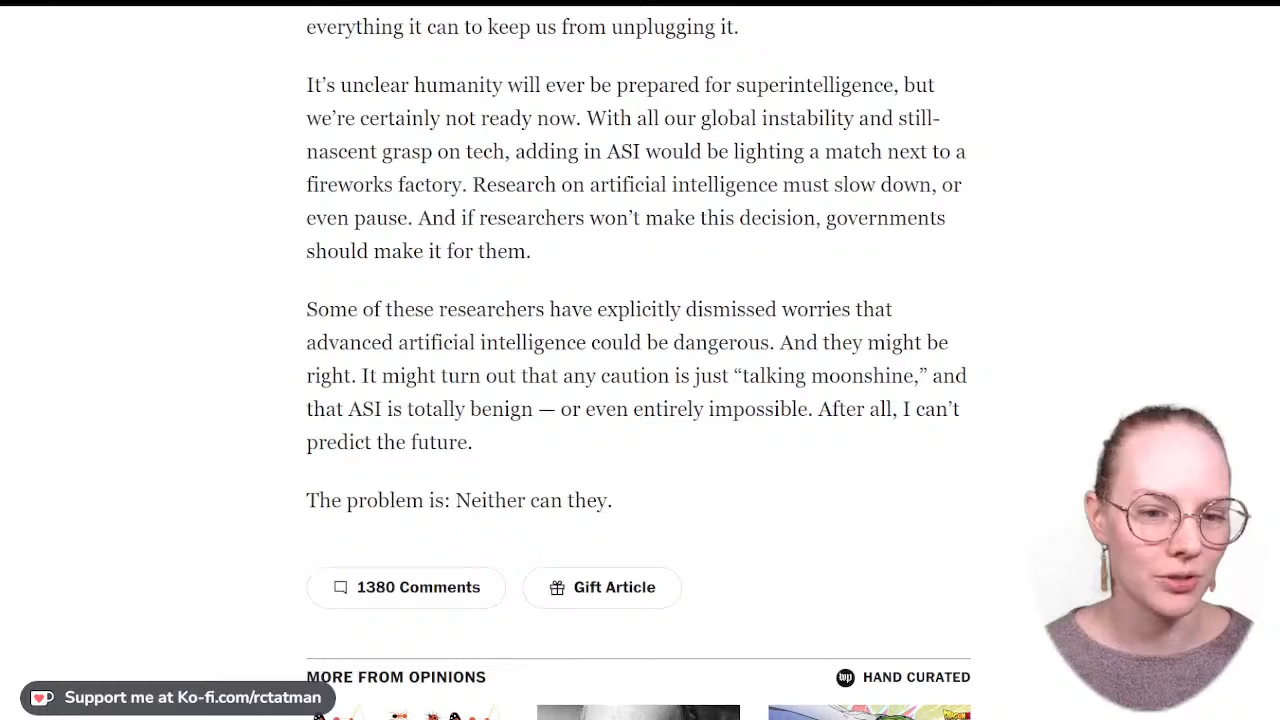 everything it can to keep us from unplugging it.
It’s unclear humanity will ever be prepared for superintelligence, but
we’re certainly not ready now. With all our global instability and still-
nascent grasp on tech, adding in ASI would be lighting a match next to a
fireworks factory. Research on artificial intelligence must slow down, or
even pause. And if researchers won’t make this decision, governments
should make it for them.
Some of these researchers have explicitly dismissed worries that
advanced artificial intelligence could be dangerous. And they might be
right. It might turn out that any caution is just “talking moonshine,” and
that ASI is totally benign — or even entirely impossible. After all, I can’t
predict the future.
The problem is: Neither can they.
1380 Comments
Gift Article
MORE FROM OPINIONS
wp HAND CURATED
Support me at Ko-fi.com/rctatman